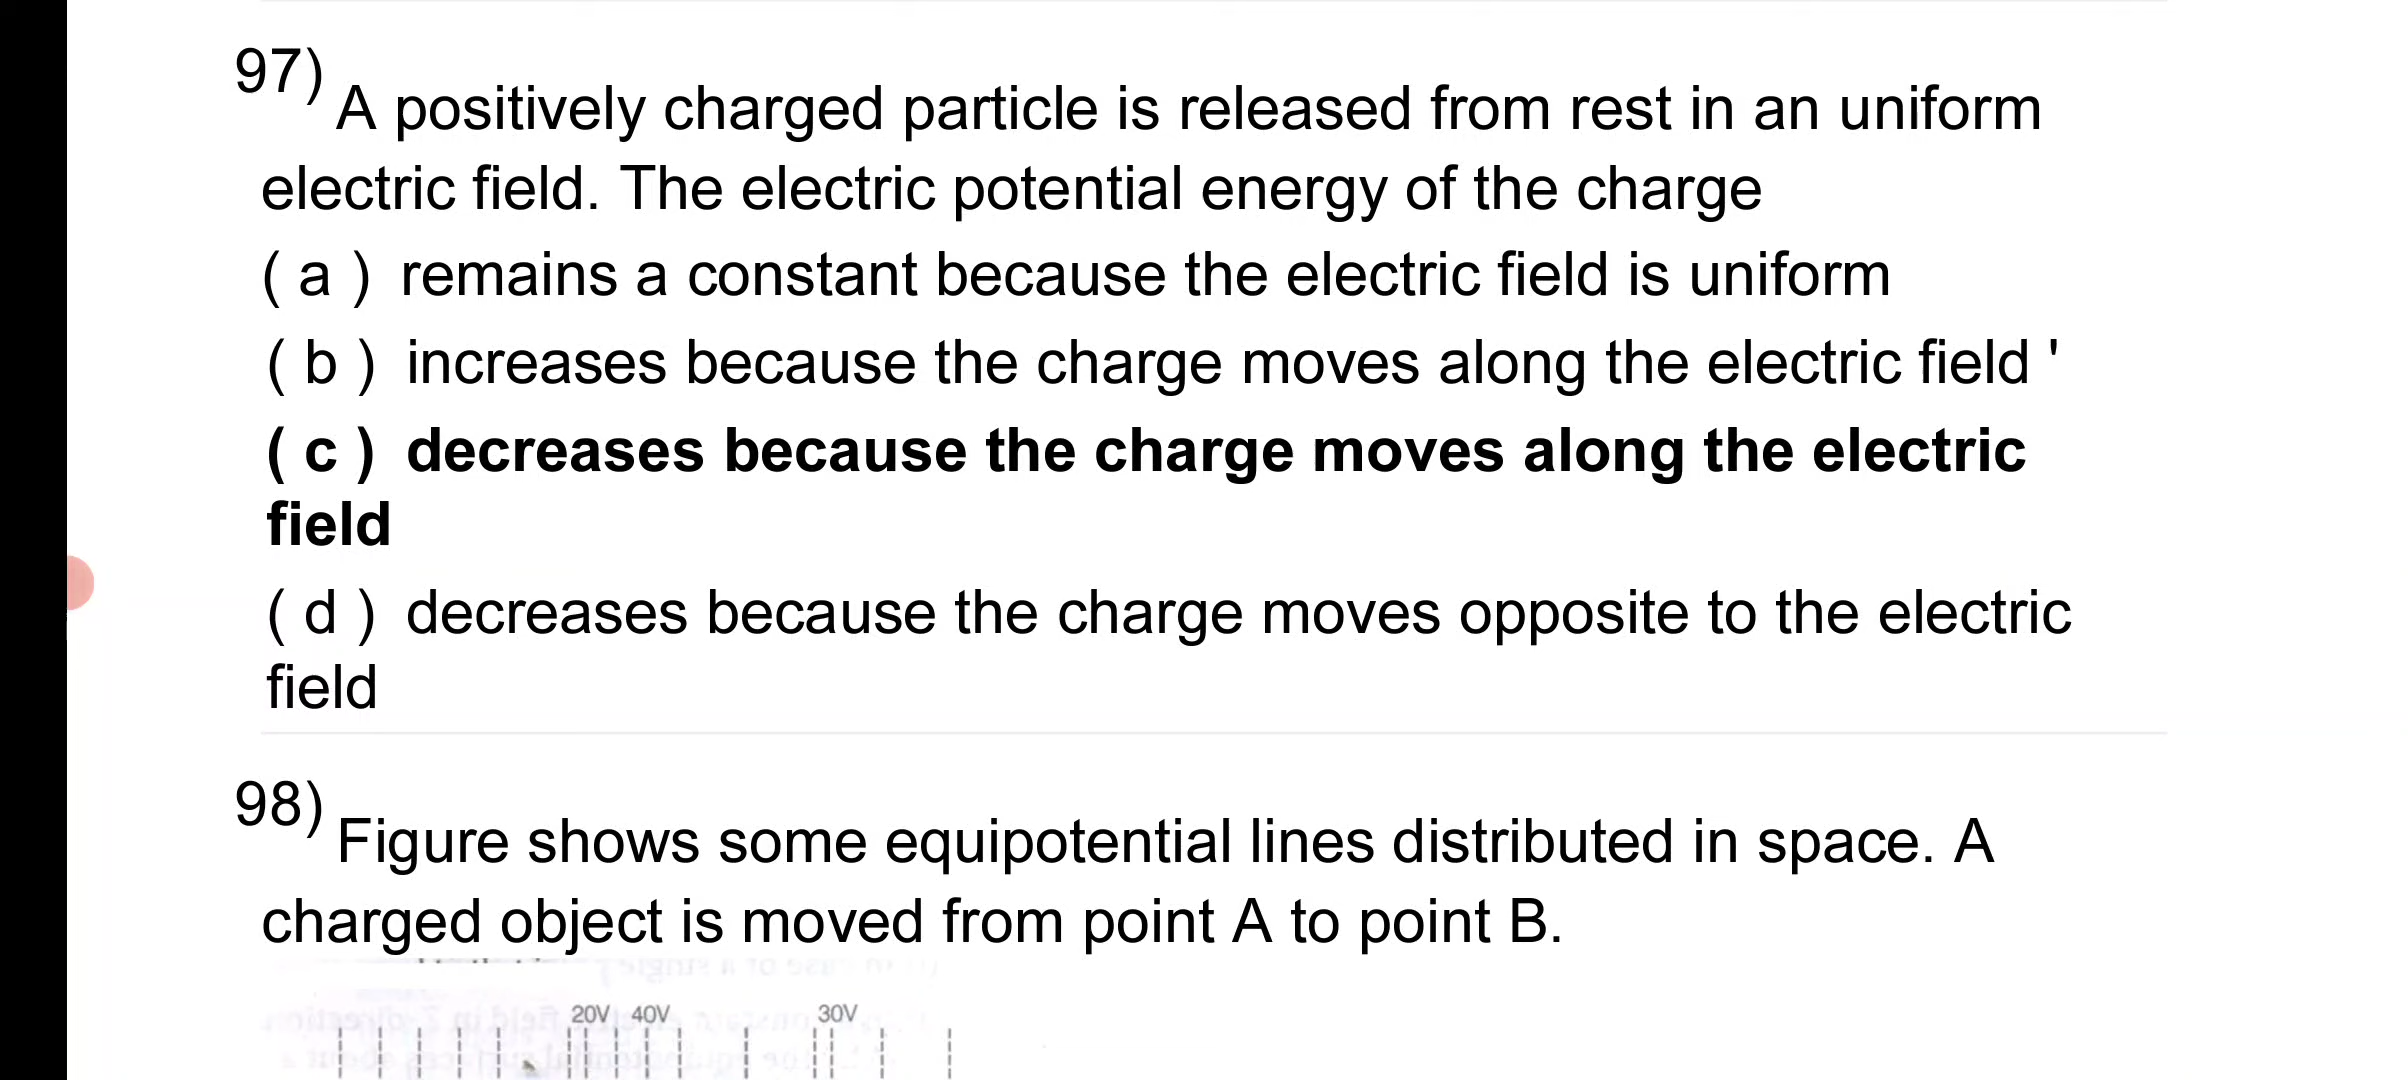 97)
A positively charged particle is released from rest in an uniform
electric field. The electric potential energy of the charge
( a ) remains a constant because the electric field is uniform
( b ) increases because the charge moves along the electric field '
( c ) decreases because the charge moves along the electric
field
( d ) decreases because the charge moves opposite to the electric
field
98)
Figure shows some equipotential lines distributed in space. A
charged object is moved from point A to point B.
20V 40V 30V